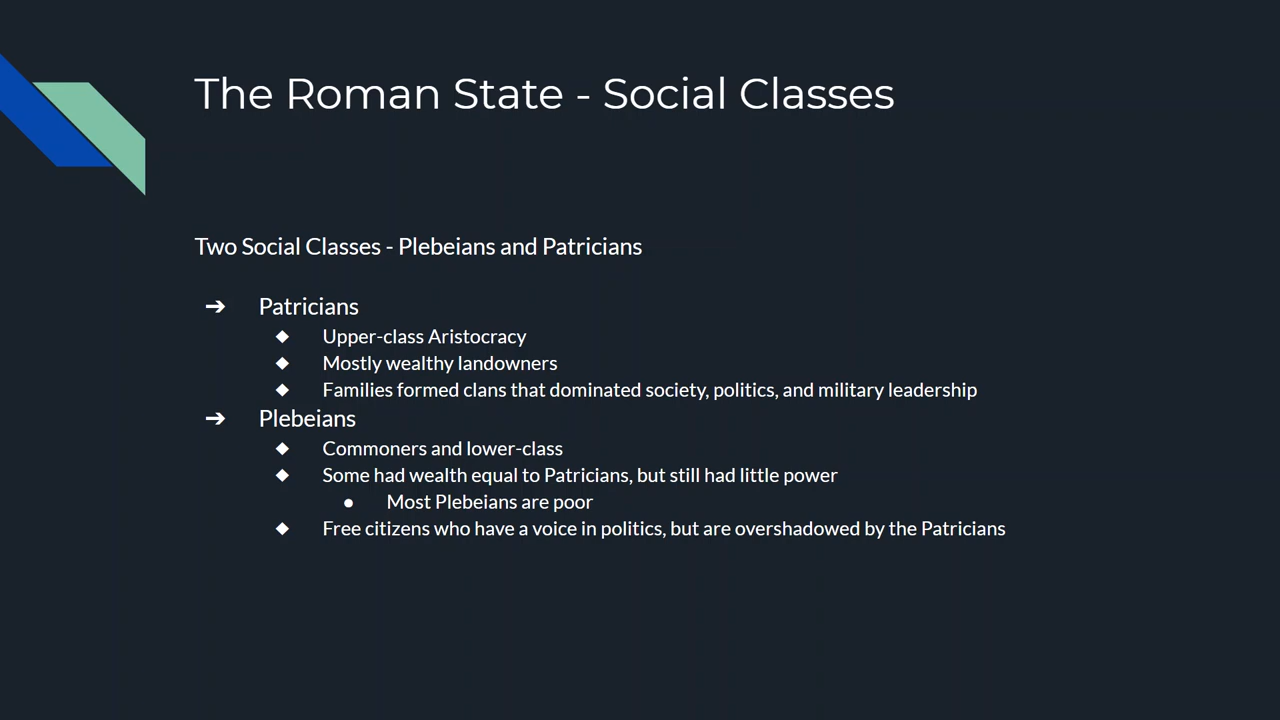 The Roman State - Social Classes
Two Social Classes - Plebeians and Patricians
➔ Patricians
◆ Upper-class Aristocracy
◆ Mostly wealthy landowners
◆ Families formed clans that dominated society, politics, and military leadership
➔ Plebeians
◆ Commoners and lower-class
◆ Some had wealth equal to Patricians, but still had little power
● Most Plebeians are poor
◆ Free citizens who have a voice in politics, but are overshadowed by the Patricians